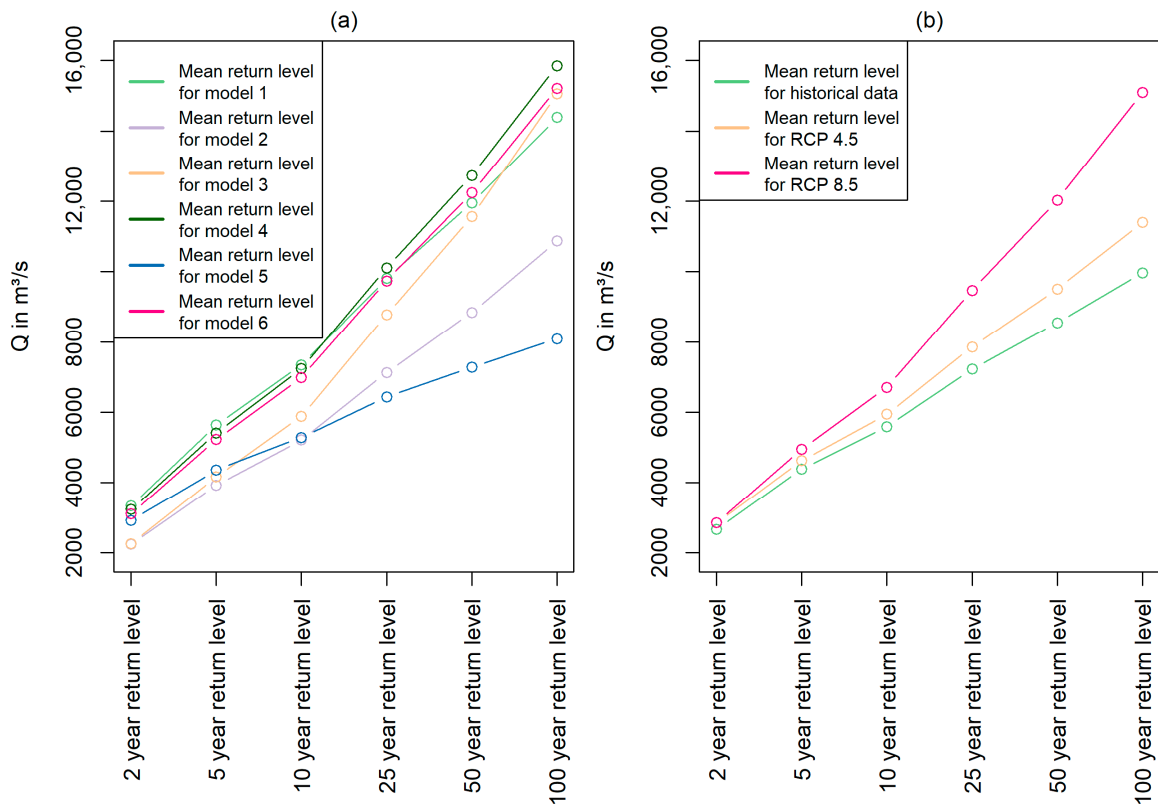 (a)
Q in m³/s
16,000
12,000
8000
6000
4000
2000
Mean return level
for model 1
Mean return level
for model 2
Mean return level
for model 3
Mean return level
for model 4
Mean return level
for model 5
Mean return level
for model 6
2 year return level
5 year return level
10 year return level
25 year return level
50 year return level
100 year return level
(b)
Q in m³/s
16,000
12,000
8000
6000
4000
2000
Mean return level
for historical data
Mean return level
for RCP 4.5
Mean return level
for RCP 8.5
2 year return level
5 year return level
10 year return level
25 year return level
50 year return level
100 year return level